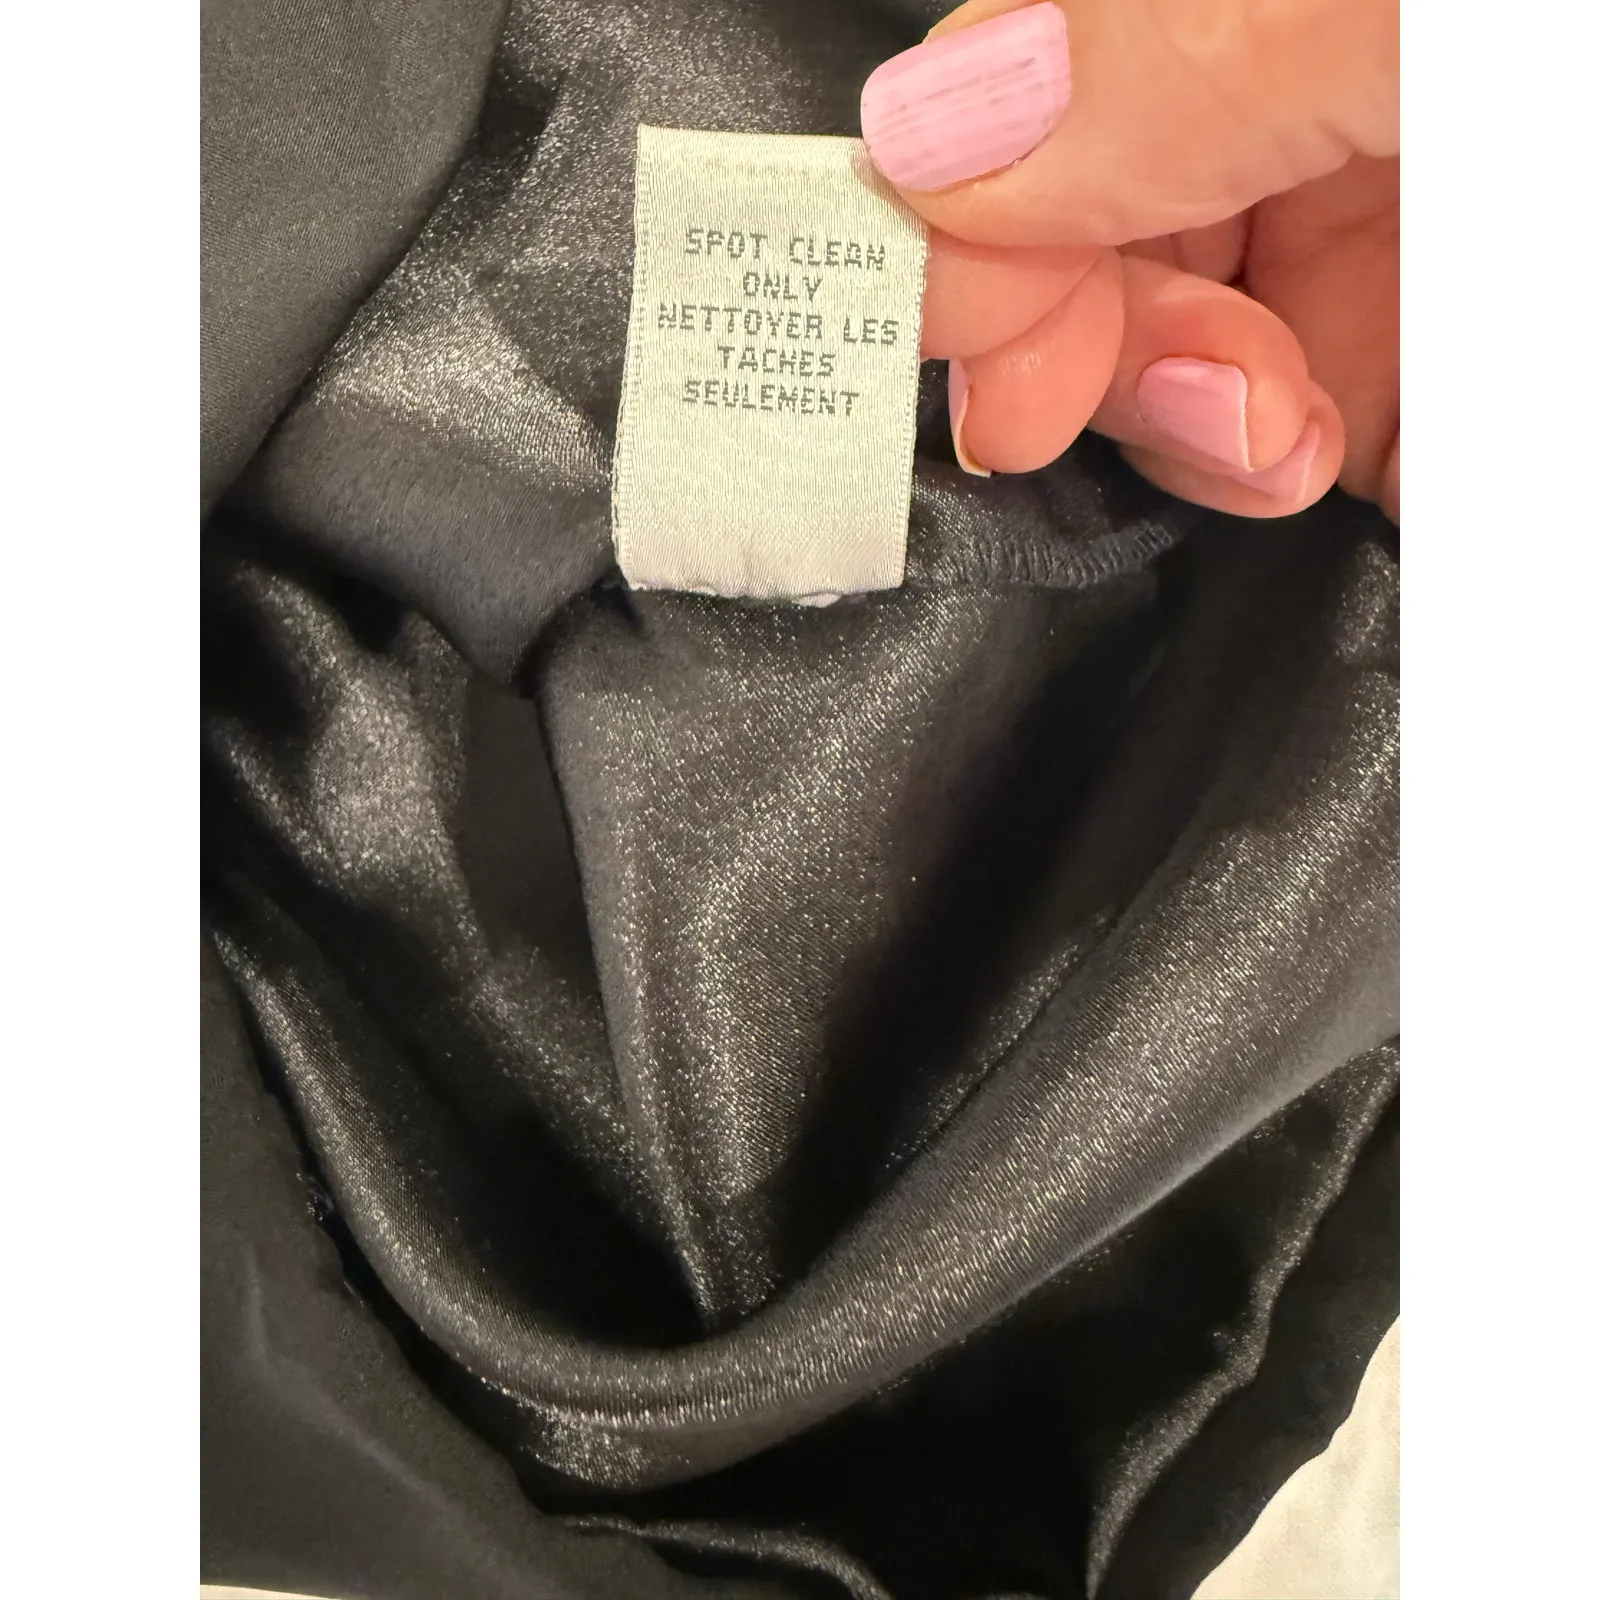 SPOT CLEAN
ONLY
NETTOYER LES
TACHES
SEULEMENT